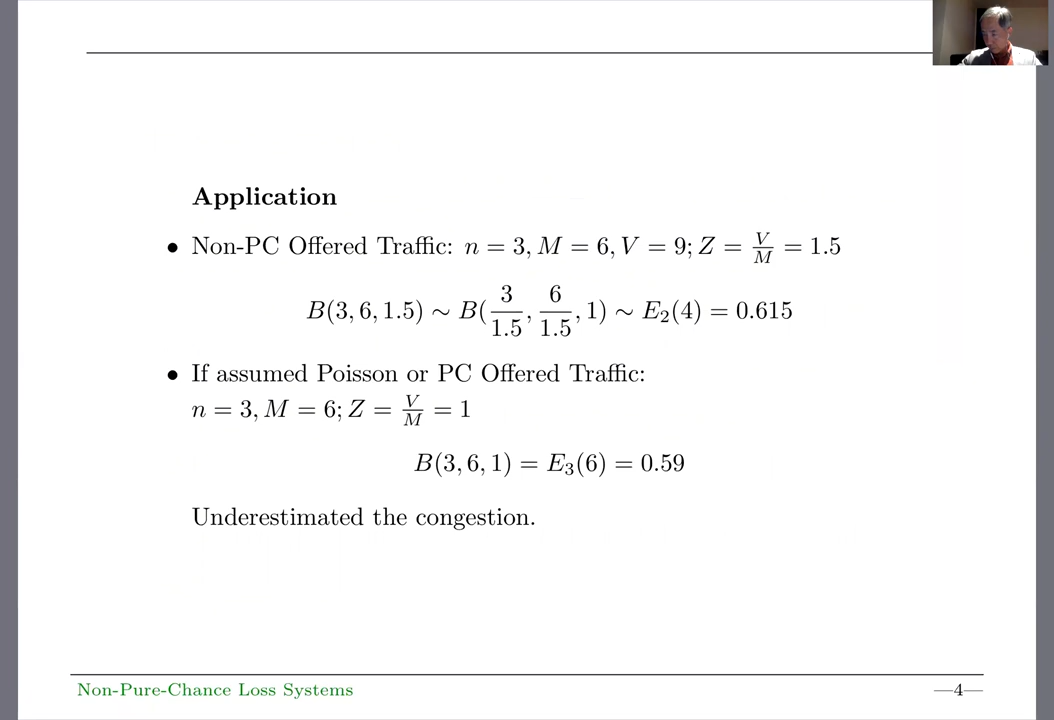 Application
• Non-PC Offered Traffic: n = 3, M = 6, V = 9; Z = V/M = 1.5
B(3, 6, 1.5) ∼ B(3/1.5, 6/1.5, 1) ∼ E₂(4) = 0.615
• If assumed Poisson or PC Offered Traffic:
n = 3, M = 6; Z = V/M = 1
B(3, 6, 1) = E₃(6) = 0.59
Underestimated the congestion.
Non-Pure-Chance Loss Systems —4—